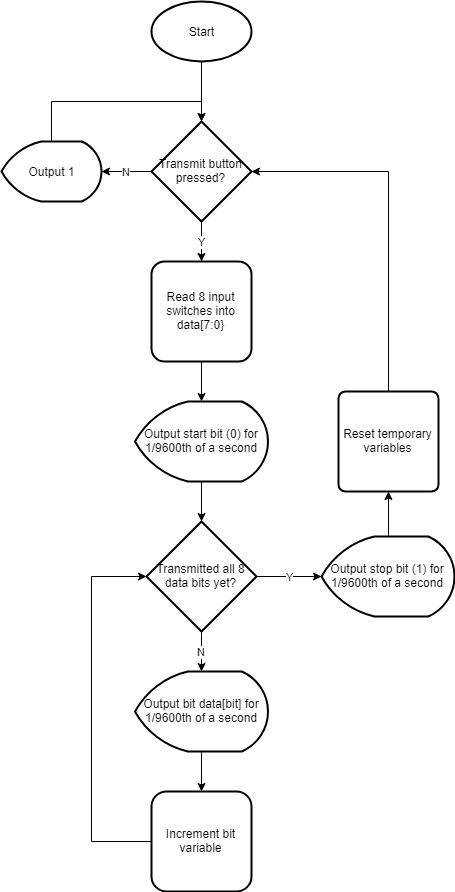 Start
Transmit button
pressed?
Output 1
N
Y
Read 8 input
switches into
data[7:0}
Output start bit (0) for
1/9600th of a second
Reset temporary
variables
Transmitted all 8
data bits yet?
Y
Output stop bit (1) for
1/9600th of a second
N
Output bit data[bit] for
1/9600th of a second
Increment bit
variable